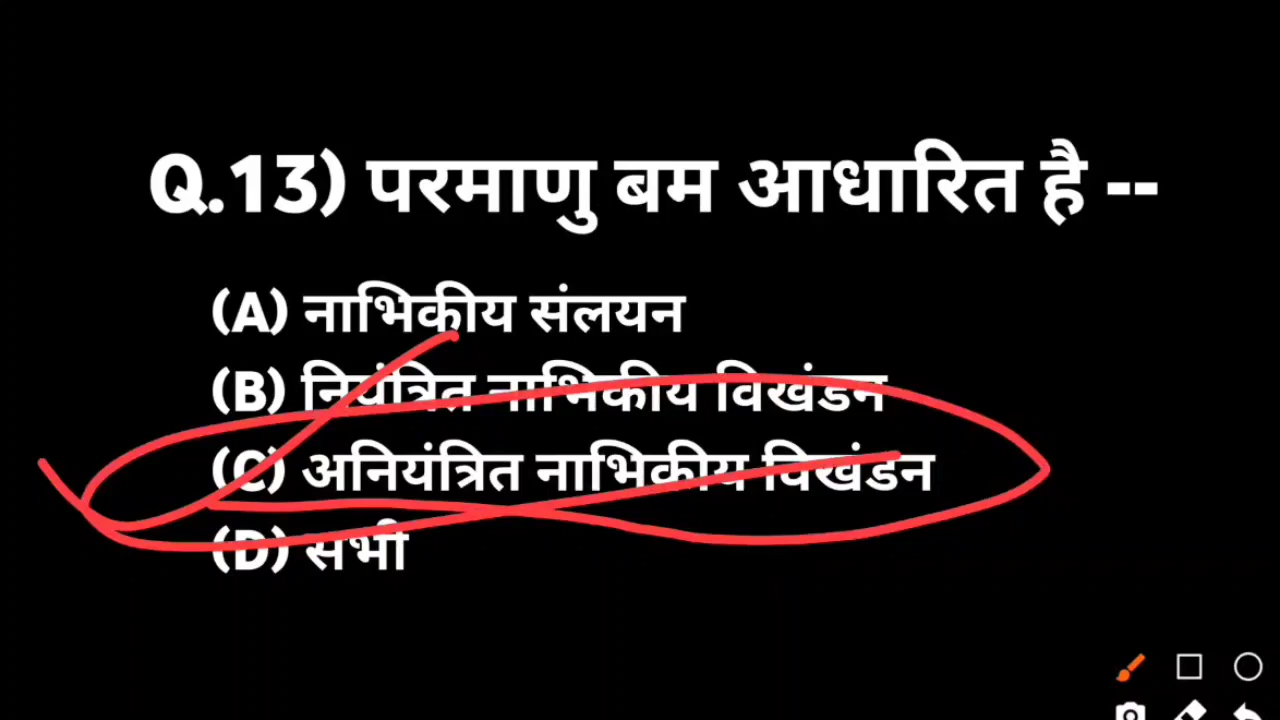 Q.13) परमाणु बम आधारित है --
(A) नाभिकीय संलयन
(B) नियंत्रित नाभिकीय विखंडन
(C) अनियंत्रित नाभिकीय विखंडन
(D) सभी